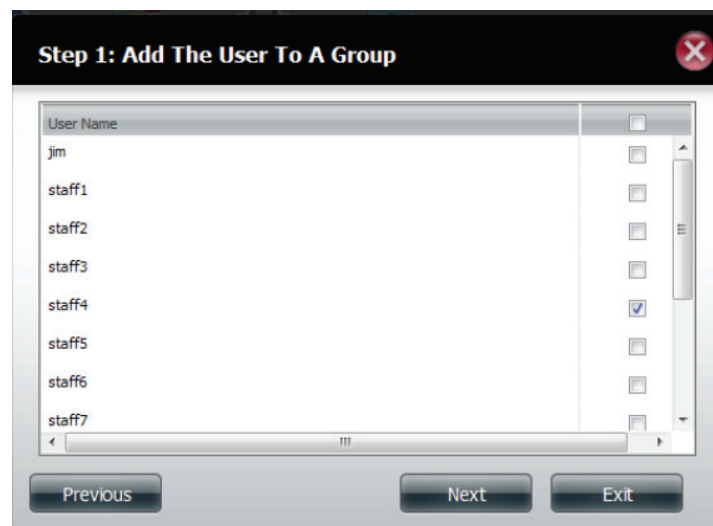 Step 1: Add The User To A Group
User Name
jim
staff1
staff2
staff3
staff4
staff5
staff6
staff7
Previous Next Exit